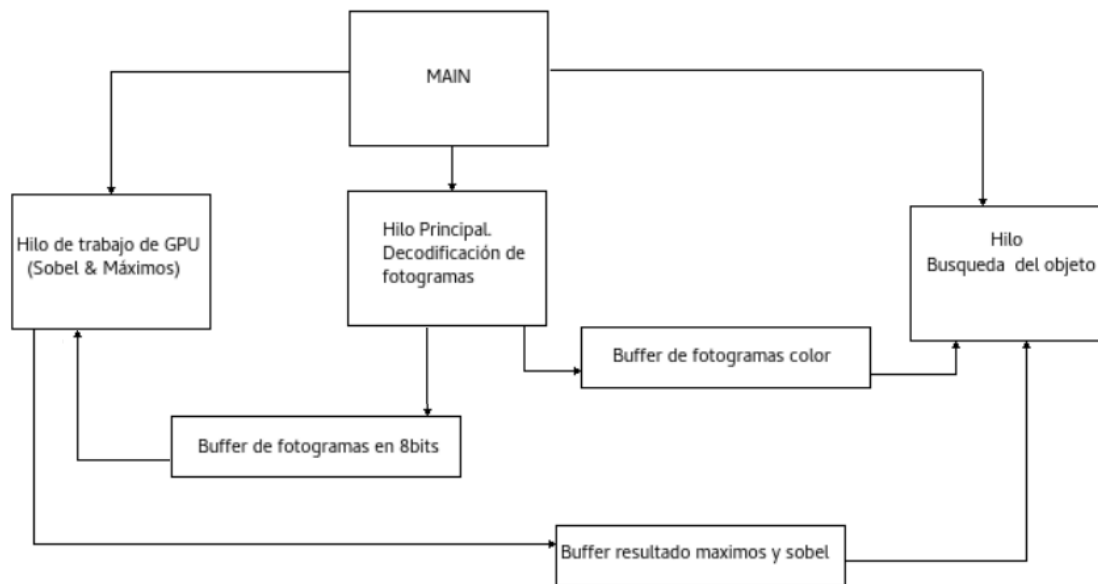 MAIN
Hilo de trabajo de GPU
(Sobel & Máximos)
Hilo Principal.
Decodificación de
fotogramas
Hilo
Busqueda del objeto
Buffer de fotogramas color
Buffer de fotogramas en 8bits
Buffer resultado maximos y sobel